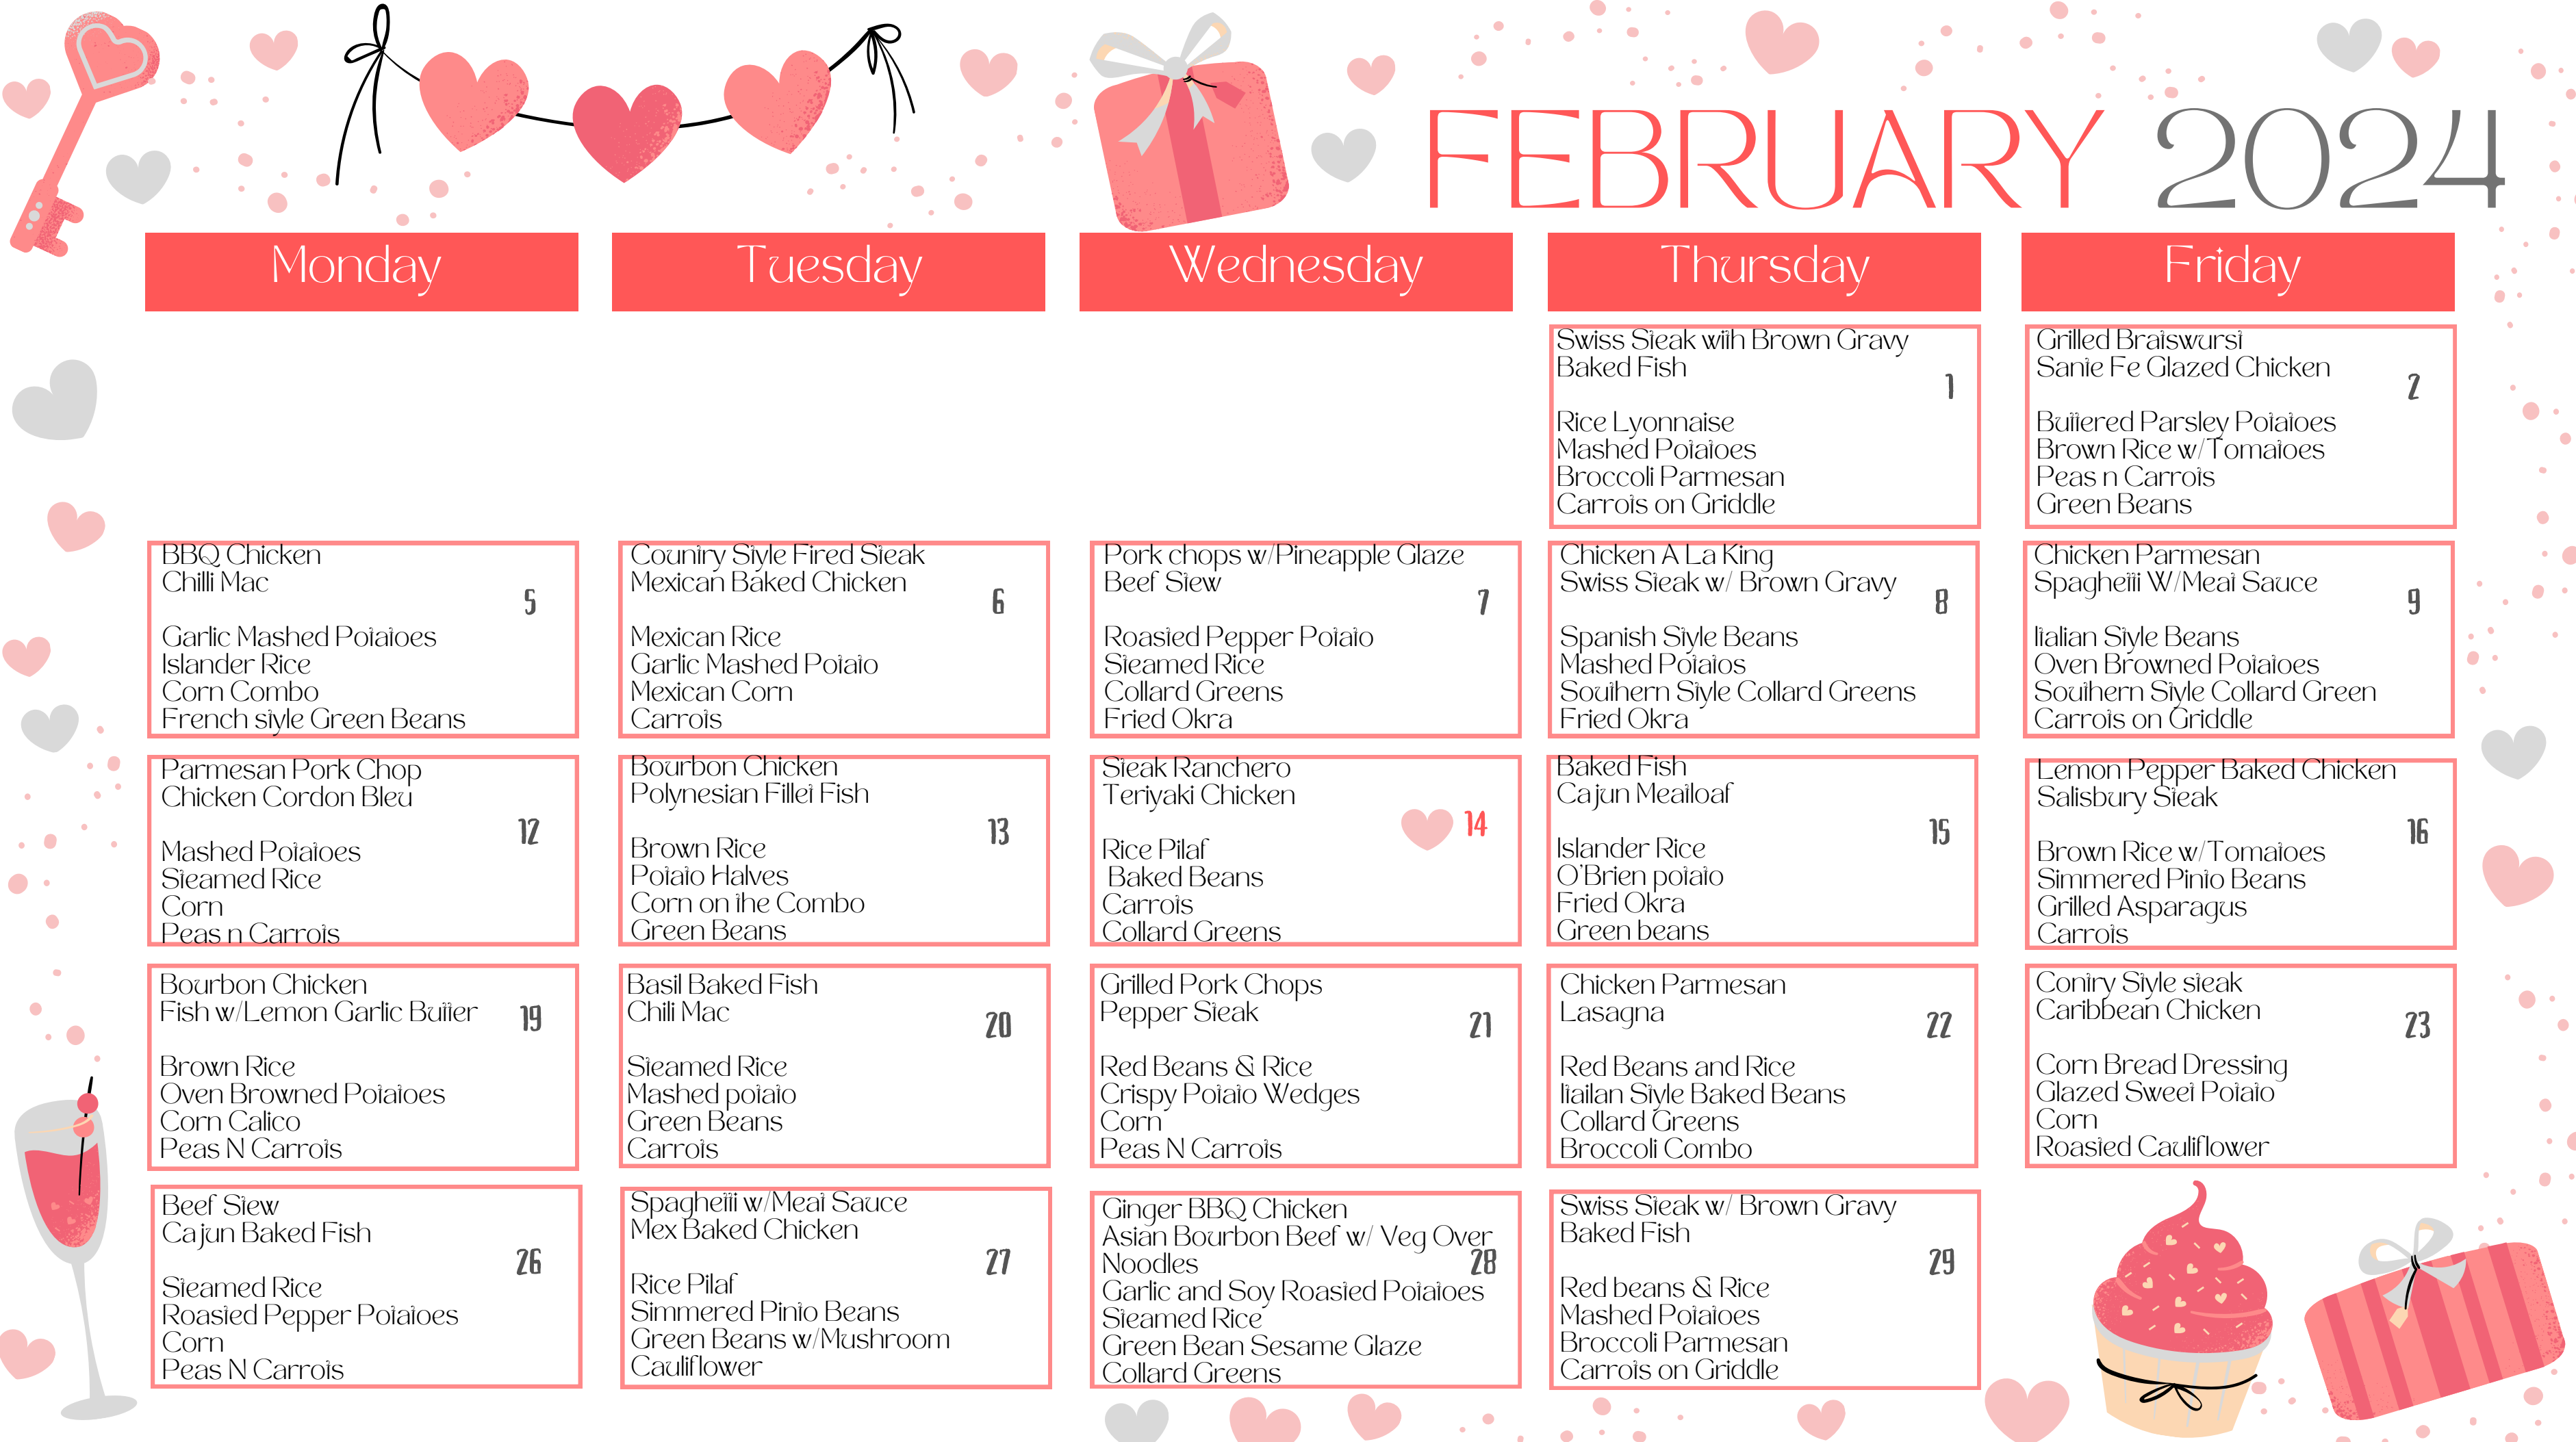 FEBRUARY 2024
Monday
Tuesday
Wednesday
Thursday
Friday
Swiss Steak with Brown Gravy
Baked Fish
1
Rice Lyonnaise
Mashed Potatoes
Broccoli Parmesan
Carrots on Griddle
Grilled Bratswurst
Sante Fe Glazed Chicken
2
Buttered Parsley Potatoes
Brown Rice w/Tomatoes
Peas n Carrots
Green Beans
BBQ Chicken
Chilli Mac
5
Garlic Mashed Potatoes
Islander Rice
Corn Combo
French style Green Beans
Country Style Fired Steak
Mexican Baked Chicken
6
Mexican Rice
Garlic Mashed Potato
Mexican Corn
Carrots
Pork chops w/Pineapple Glaze
Beef Stew
7
Roasted Pepper Potato
Steamed Rice
Collard Greens
Fried Okra
Chicken A La King
Swiss Steak w/ Brown Gravy
8
Spanish Style Beans
Mashed Potatos
Southern Style Collard Greens
Fried Okra
Chicken Parmesan
Spaghetti W/Meat Sauce
9
Italian Style Beans
Oven Browned Potatoes
Southern Style Collard Green
Carrots on Griddle
Parmesan Pork Chop
Chicken Cordon Bleu
12
Mashed Potatoes
Steamed Rice
Corn
Peas n Carrots
Bourbon Chicken
Polynesian Fillet Fish
13
Brown Rice
Potato Halves
Corn on the Combo
Green Beans
Steak Ranchero
Teriyaki Chicken
14
Rice Pilaf
Baked Beans
Carrots
Collard Greens
Baked Fish
Cajun Meatloaf
15
Islander Rice
O'Brien potato
Fried Okra
Green beans
Lemon Pepper Baked Chicken
Salisbury Steak
16
Brown Rice w/Tomatoes
Simmered Pinto Beans
Grilled Asparagus
Carrots
Bourbon Chicken
Fish w/Lemon Garlic Butter
19
Brown Rice
Oven Browned Potatoes
Corn Calico
Peas N Carrots
Basil Baked Fish
Chili Mac
20
Steamed Rice
Mashed potato
Green Beans
Carrots
Grilled Pork Chops
Pepper Steak
21
Red Beans & Rice
Crispy Potato Wedges
Corn
Peas N Carrots
Chicken Parmesan
Lasagna
22
Red Beans and Rice
Itailan Style Baked Beans
Collard Greens
Broccoli Combo
Contry Style steak
Caribbean Chicken
23
Corn Bread Dressing
Glazed Sweet Potato
Corn
Roasted Cauliflower
Beef Stew
Cajun Baked Fish
26
Steamed Rice
Roasted Pepper Potatoes
Corn
Peas N Carrots
Spaghetti w/Meat Sauce
Mex Baked Chicken
27
Rice Pilaf
Simmered Pinto Beans
Green Beans w/Mushroom
Cauliflower
Ginger BBQ Chicken
Asian Bourbon Beef w/ Veg Over
Noodles
28
Garlic and Soy Roasted Potatoes
Steamed Rice
Green Bean Sesame Glaze
Collard Greens
Swiss Steak w/ Brown Gravy
Baked Fish
29
Red beans & Rice
Mashed Potatoes
Broccoli Parmesan
Carrots on Griddle